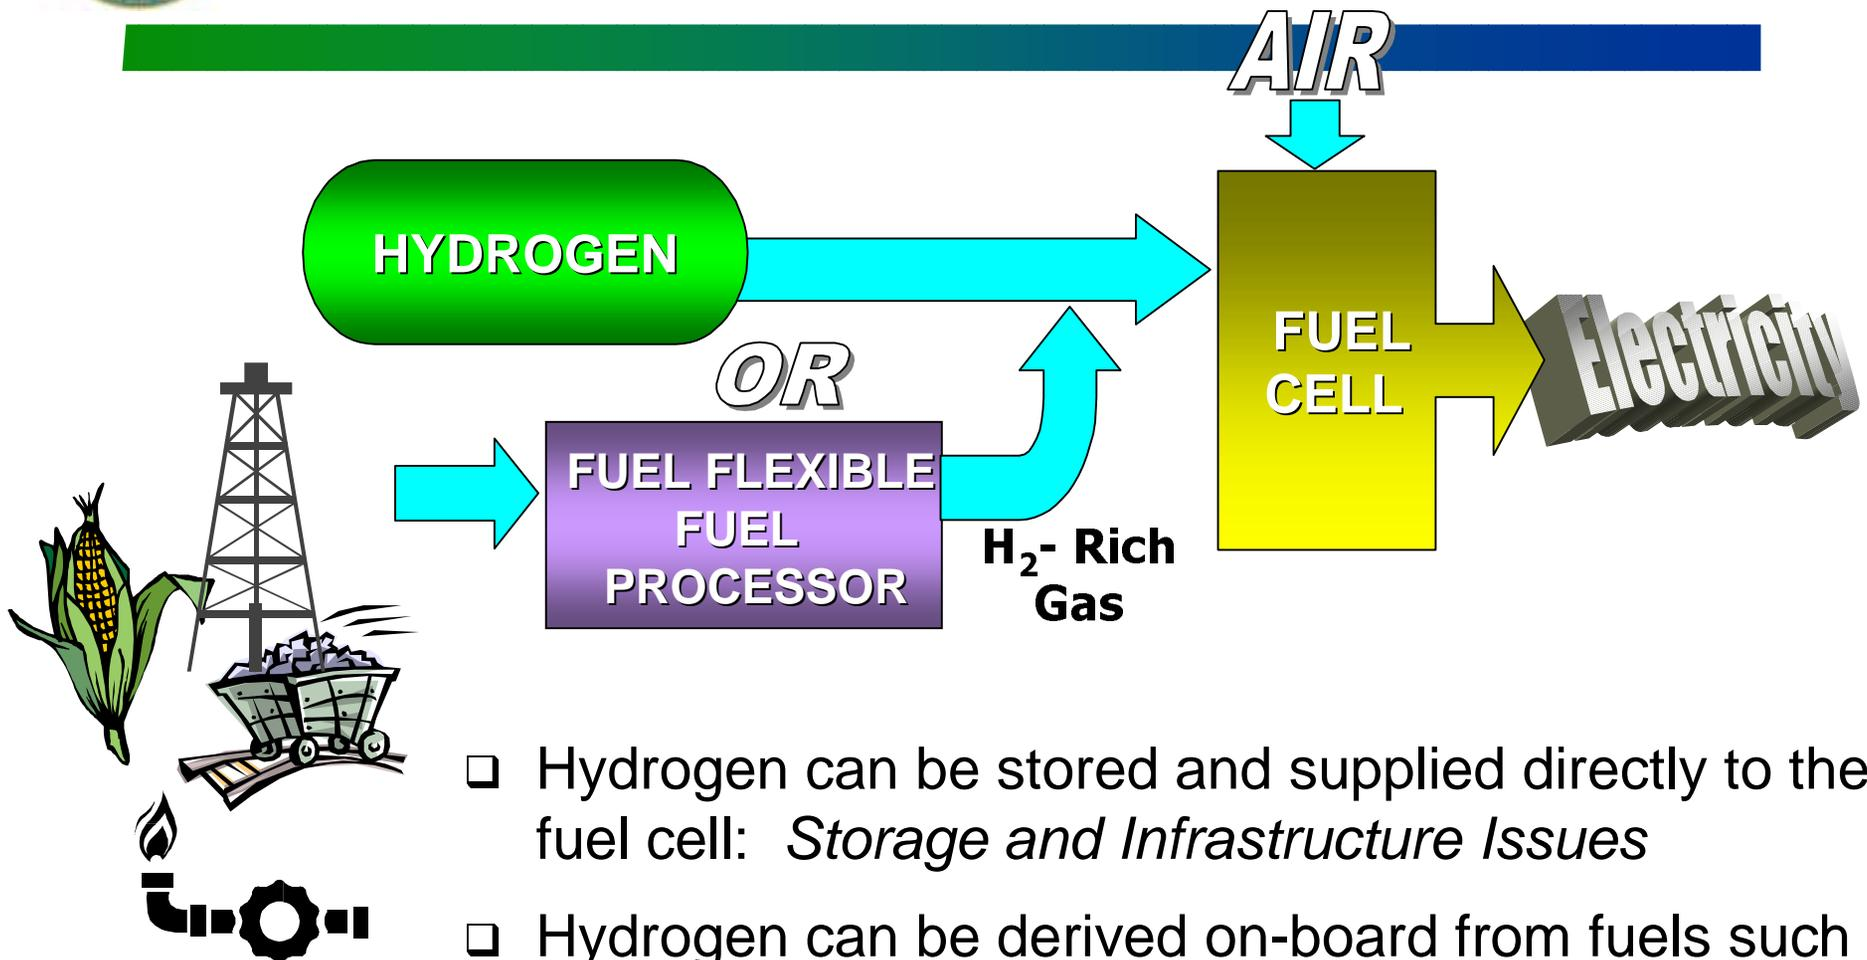 AIR
HYDROGEN
OR
FUEL
CELL
Electricity
FUEL FLEXIBLE
FUEL
PROCESSOR
H₂- Rich
Gas
❑ Hydrogen can be stored and supplied directly to the
fuel cell: Storage and Infrastructure Issues
❑ Hydrogen can be derived on-board from fuels such